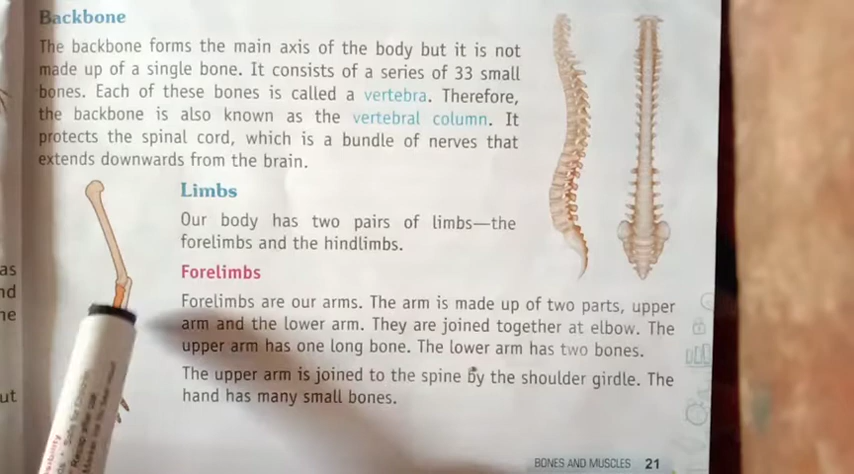 Backbone
The backbone forms the main axis of the body but it is not
made up of a single bone. It consists of a series of 33 small
bones. Each of these bones is called a vertebra. Therefore,
the backbone is also known as the vertebral column. It
protects the spinal cord, which is a bundle of nerves that
extends downwards from the brain.
Limbs
Our body has two pairs of limbs—the
forelimbs and the hindlimbs.
Forelimbs
Forelimbs are our arms. The arm is made up of two parts, upper
arm and the lower arm. They are joined together at elbow. The
upper arm has one long bone. The lower arm has two bones.
The upper arm is joined to the spine by the shoulder girdle. The
hand has many small bones.
BONES AND MUSCLES 21